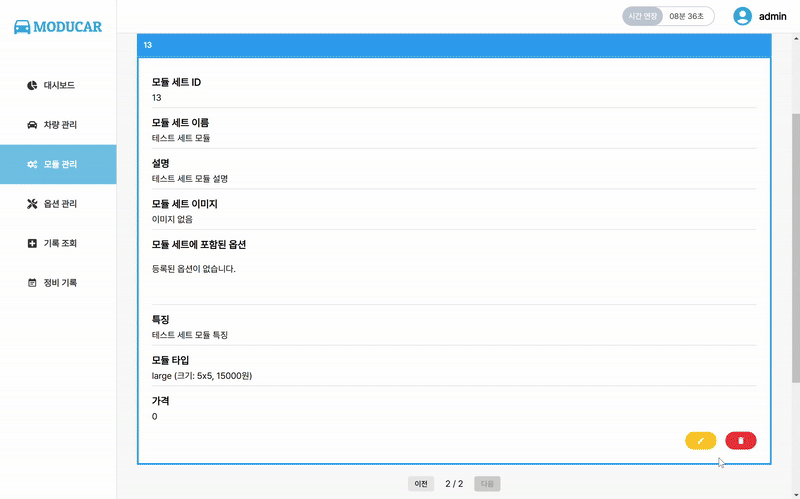 MODUCAR
시간 연장 08분 36초 admin
대시보드
차량 관리
모듈 관리
옵션 관리
기록 조회
정비 기록
13
모듈 세트 ID
13
모듈 세트 이름
테스트 세트 모듈
설명
테스트 세트 모듈 설명
모듈 세트 이미지
이미지 없음
모듈 세트에 포함된 옵션
등록된 옵션이 없습니다.
특징
테스트 세트 모듈 특징
모듈 타입
large (크기: 5x5, 15000원)
가격
0
이전 2 / 2 다음